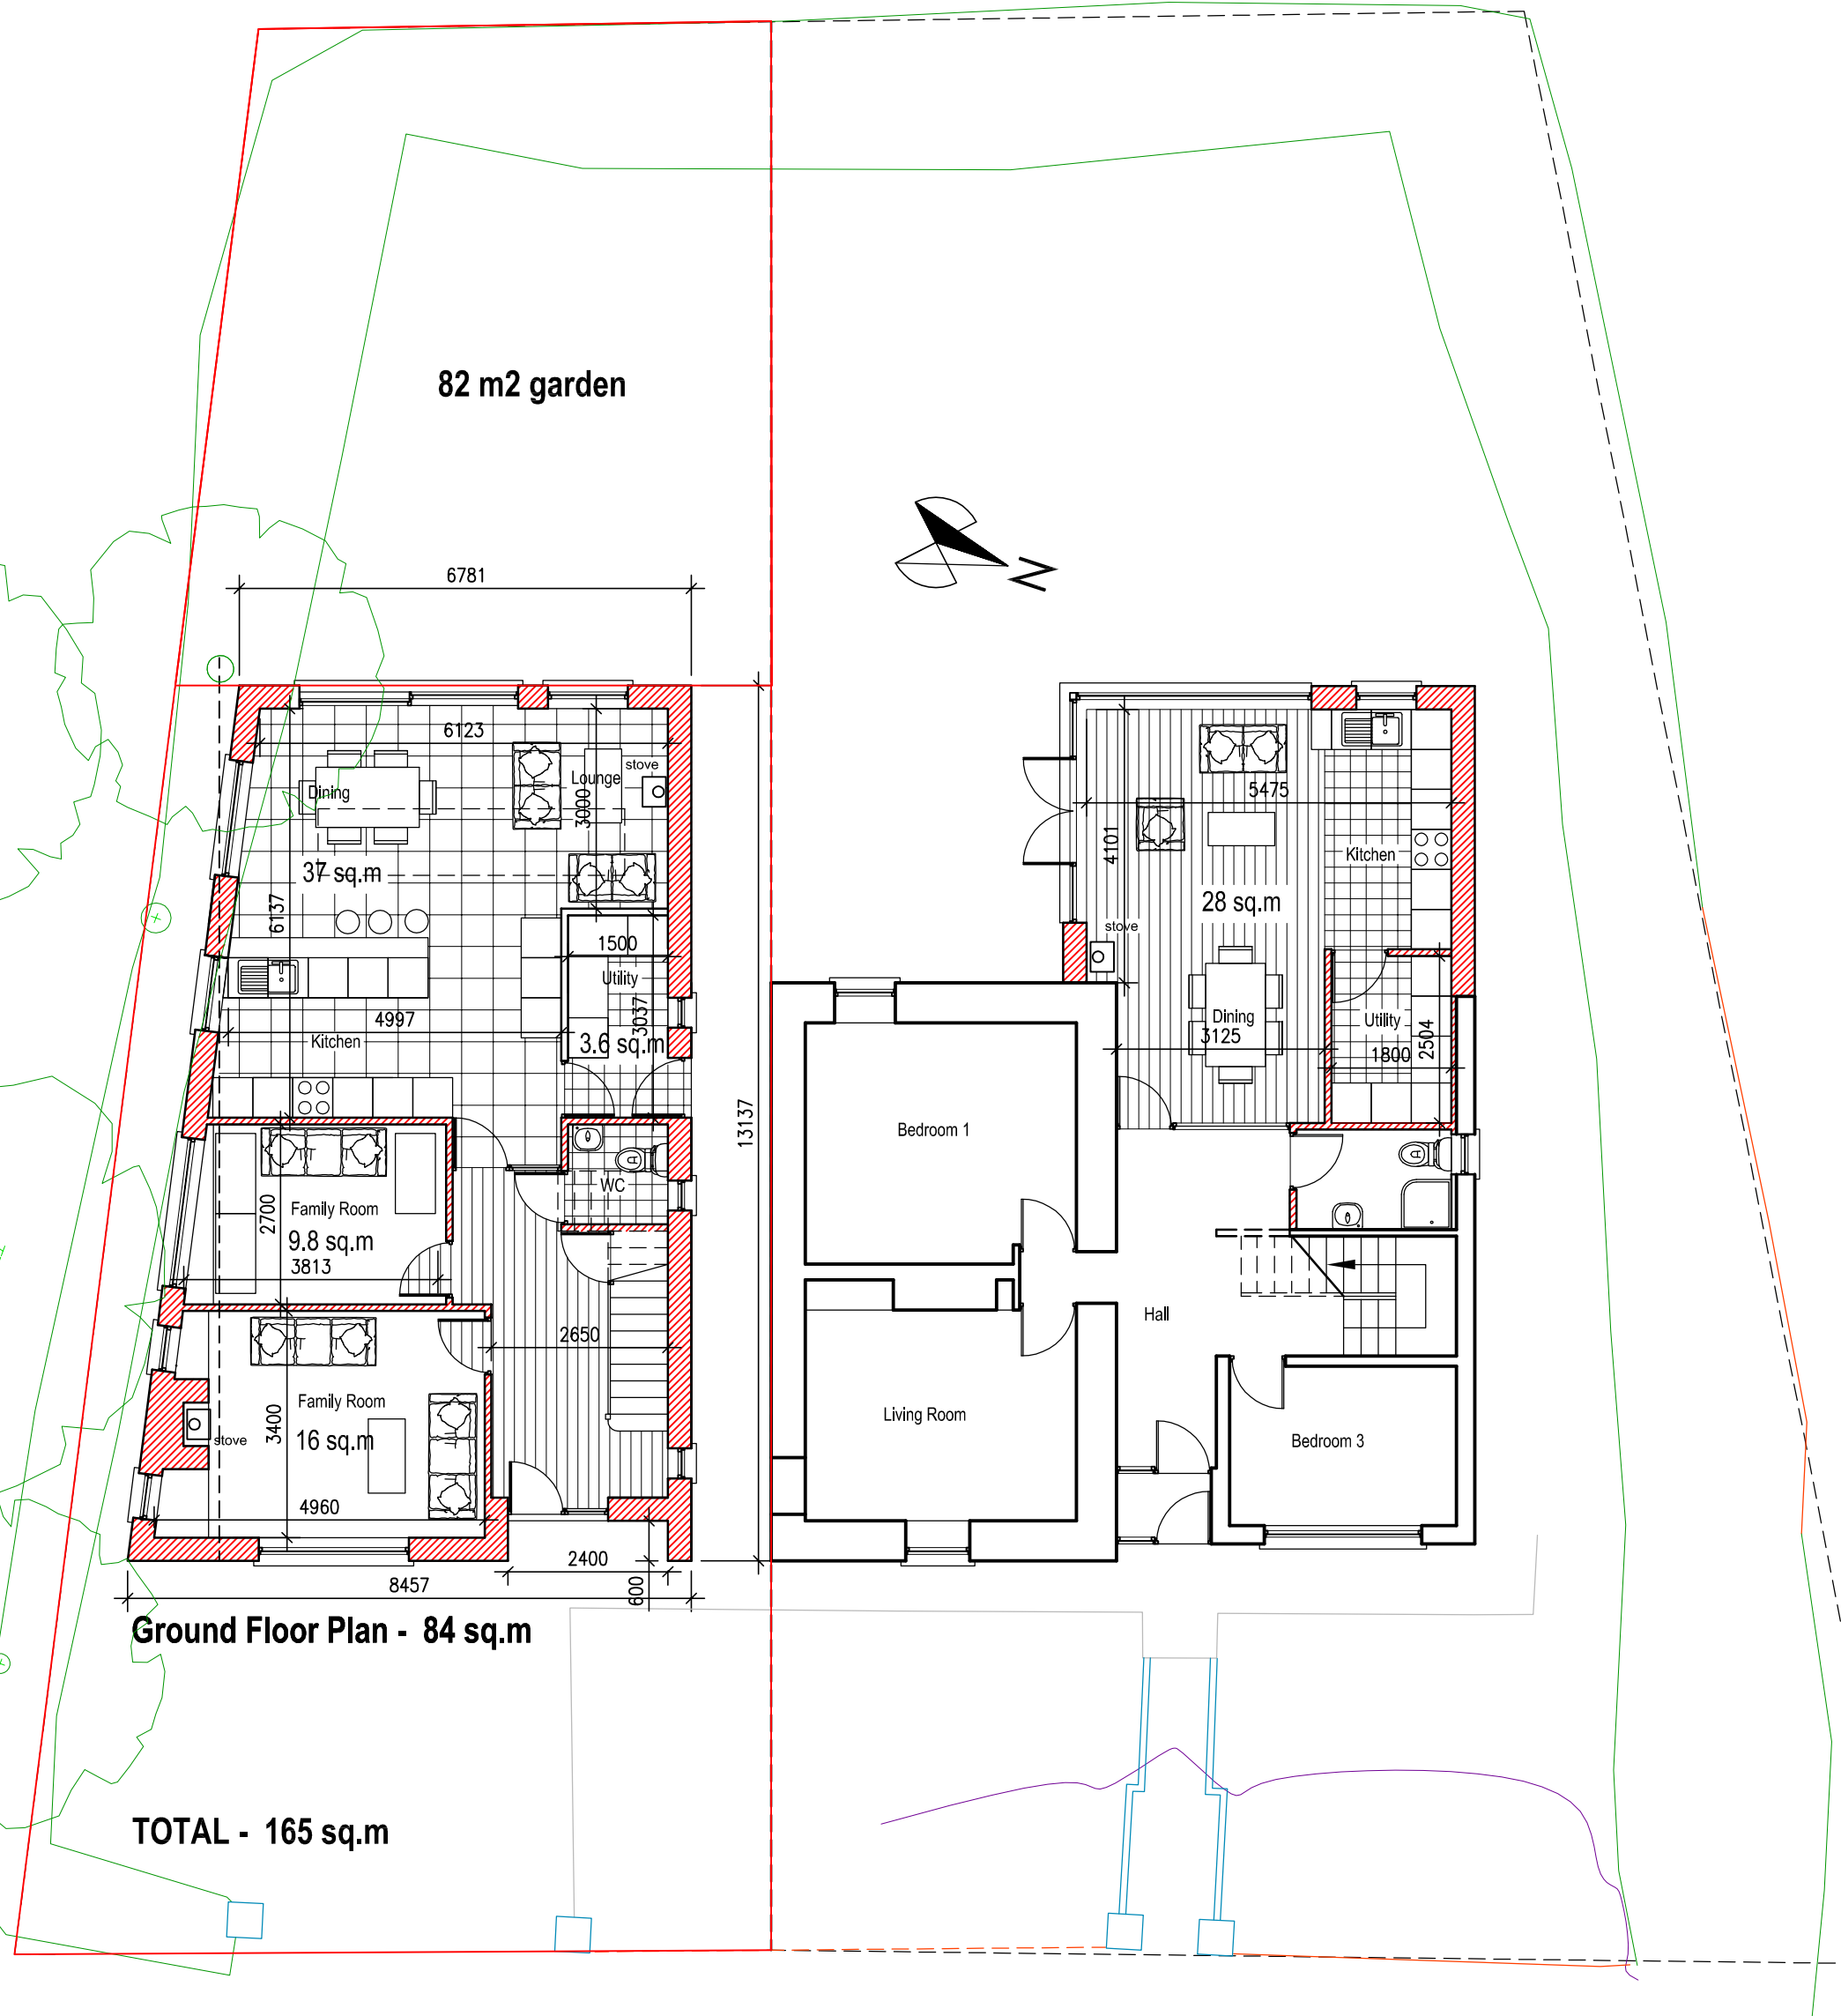 82 m2 garden
N
6781
6123
Dining
Lounge
stove
3000
37 sq.m
6137
1500
Utility
3037
4997
Kitchen
3.6 sq.m
13137
WC
Family Room
2700
9.8 sq.m
3813
2650
Family Room
3400
16 sq.m
stove
4960
2400
600
8457
Ground Floor Plan - 84 sq.m
TOTAL - 165 sq.m
5475
4101
Kitchen
28 sq.m
stove
Dining
3125
Utility
2504
1800
Bedroom 1
Hall
Living Room
Bedroom 3